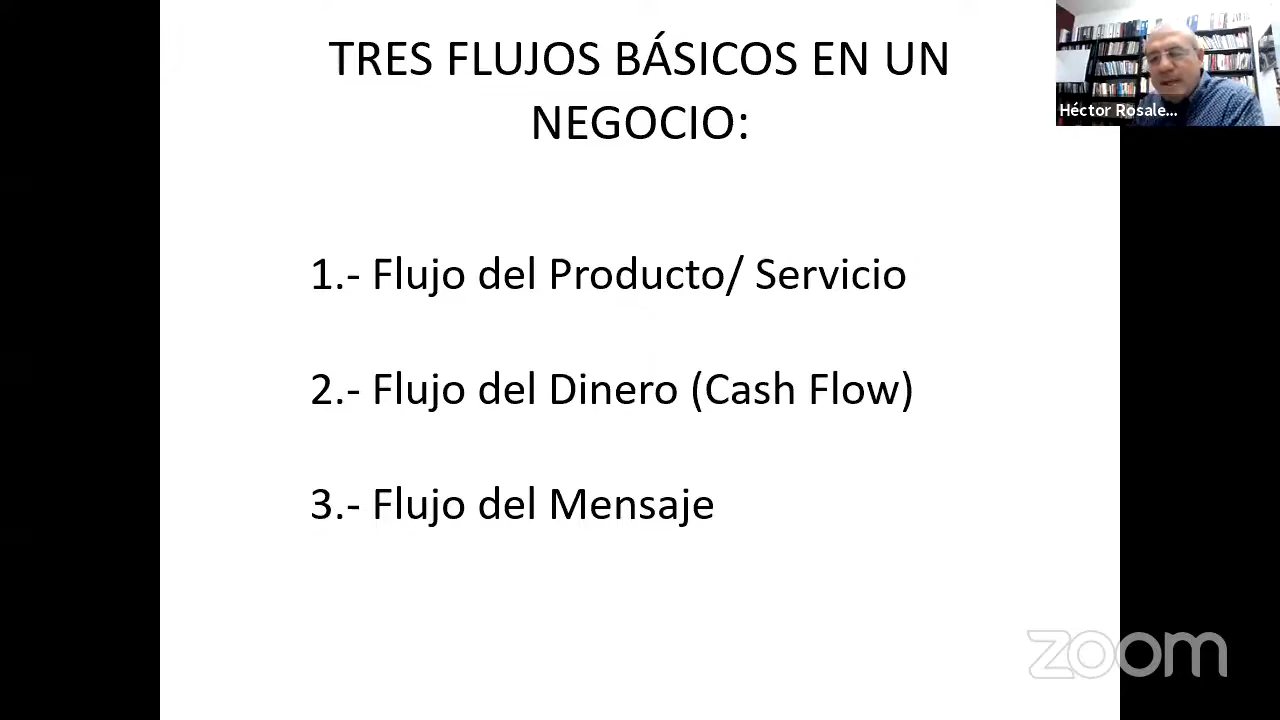 TRES FLUJOS BÁSICOS EN UN
NEGOCIO:
Héctor Rosale...
1.- Flujo del Producto/ Servicio
2.- Flujo del Dinero (Cash Flow)
3.- Flujo del Mensaje
zoom